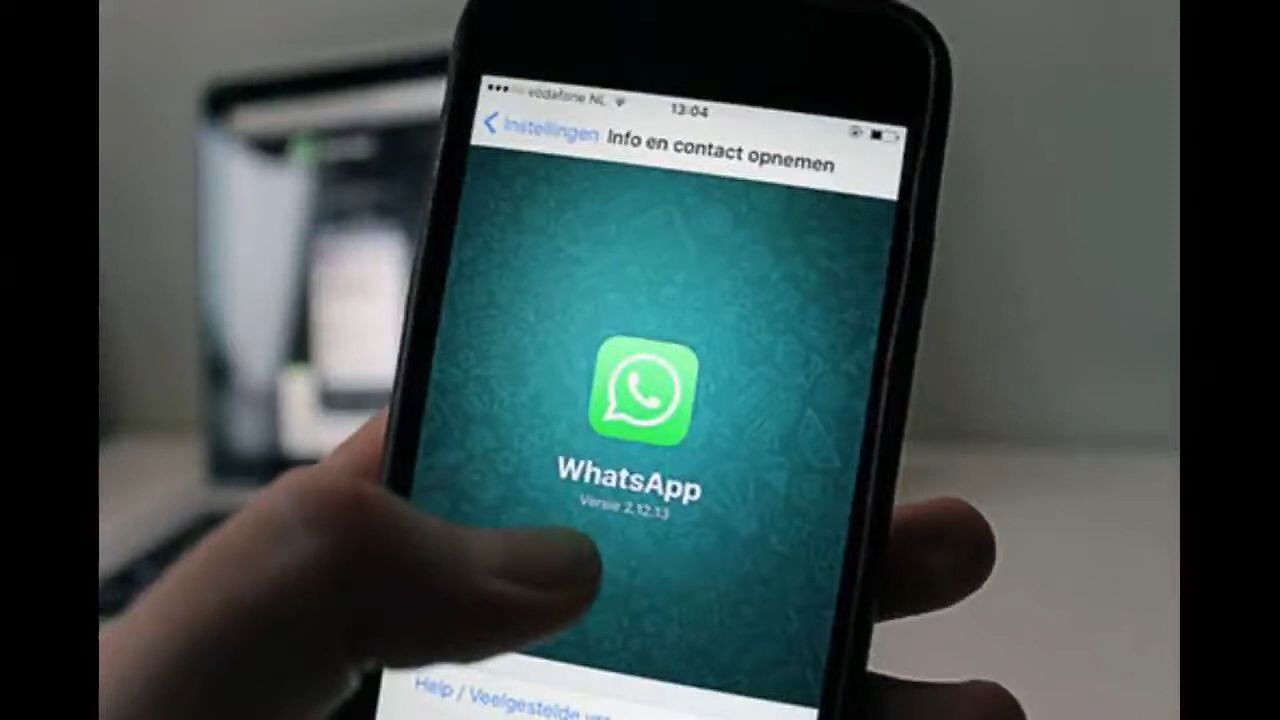 vodafone NL 13:04
Instellingen Info en contact opnemen
WhatsApp
Versie 2.12.13
Help / Veelgestelde